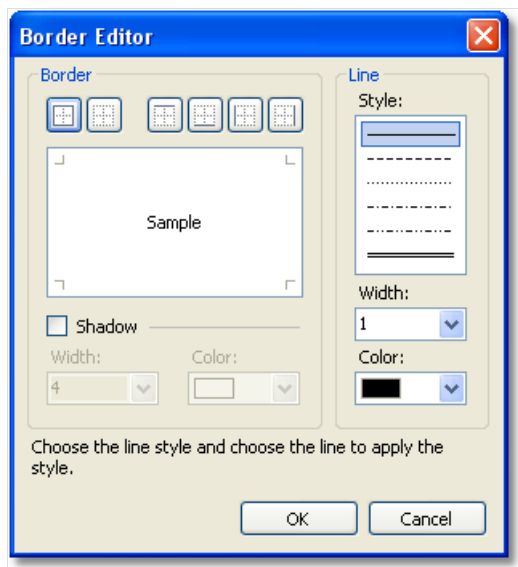 Border Editor
Border
Sample
Shadow
Width:
4
Color:
Line
Style:
Width:
1
Color:
Choose the line style and choose the line to apply the
style.
OK
Cancel